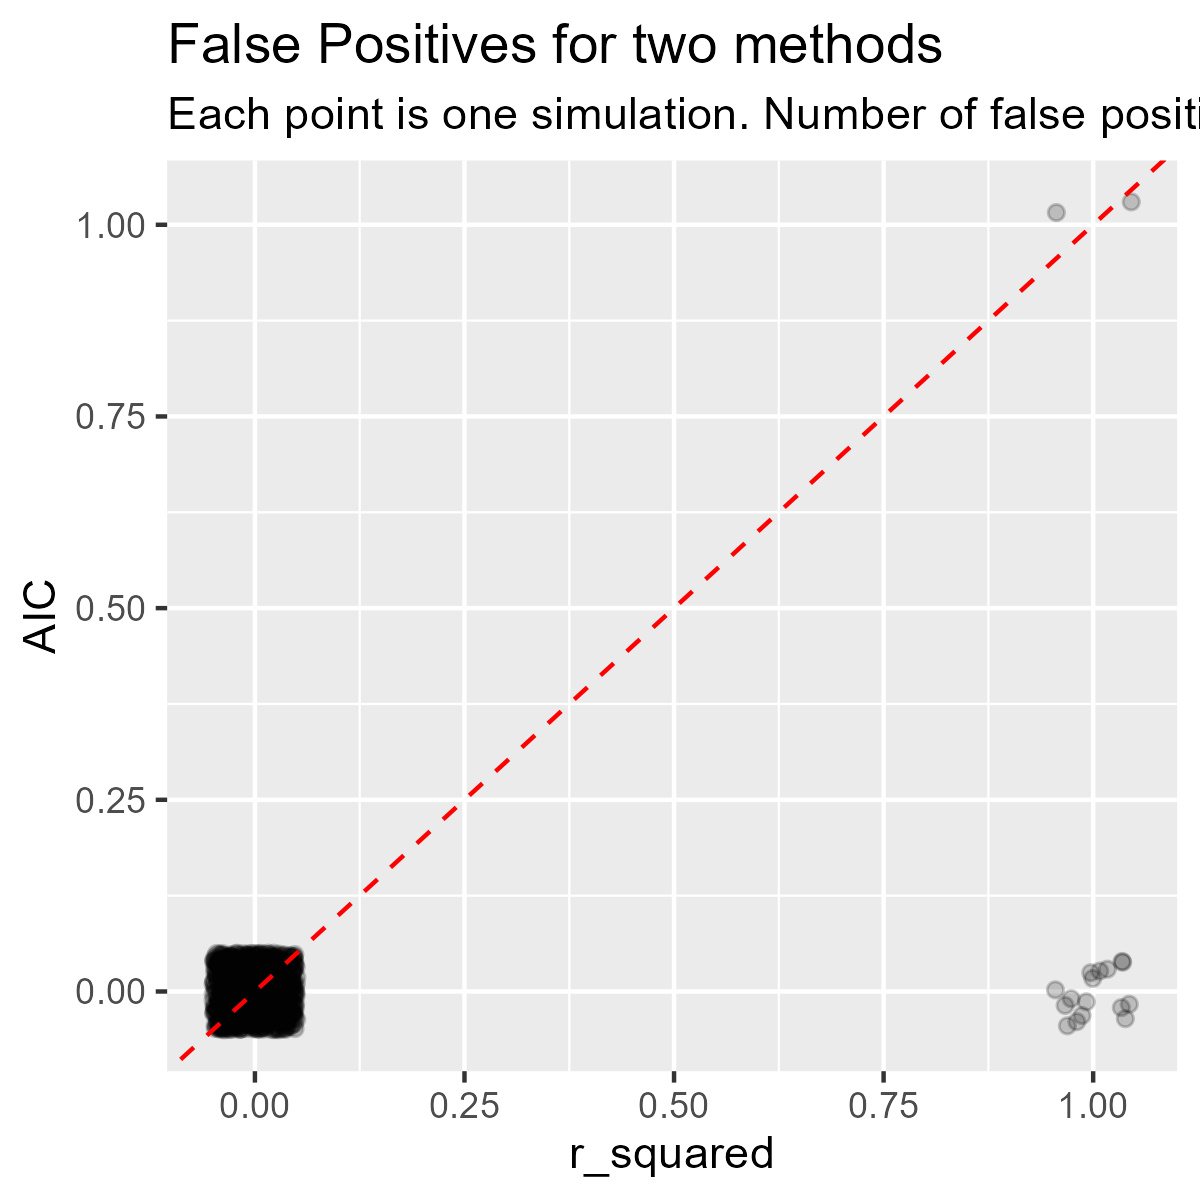 False Positives for two methods
Each point is one simulation. Number of false positi
1.00
0.75
0.50
0.25
0.00
AIC
0.00 0.25 0.50 0.75 1.00
r_squared